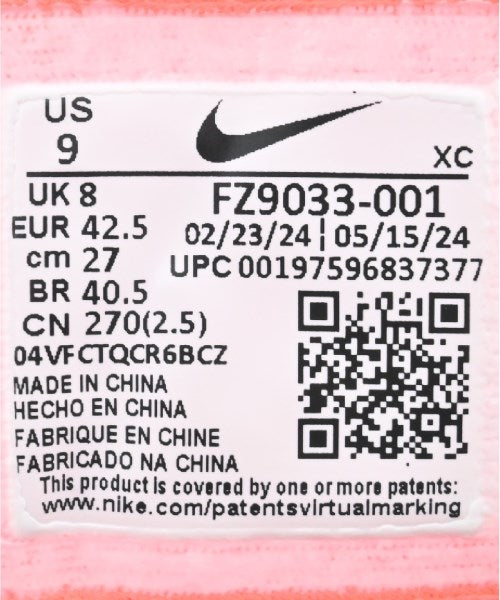 US
9
XC
UK 8
FZ9033-001
EUR 42.5
02/23/24 | 05/15/24
cm 27
UPC 00197596837377
BR 40.5
CN 270(2.5)
04VFCTQCR6BCZ
MADE IN CHINA
HECHO EN CHINA
FABRIQUE EN CHINE
FABRICADO NA CHINA
This product is covered by one or more patents:
www.nike.com/patentsvirtualmarking